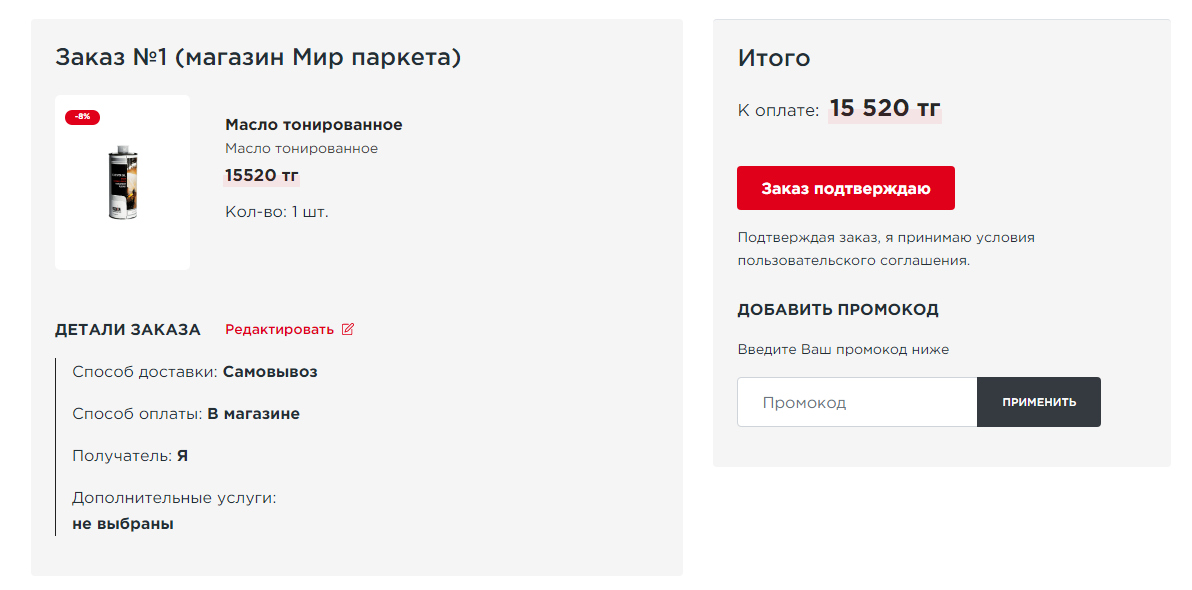 Заказ №1 (магазин Мир паркета)
-8%
Масло тонированное
Масло тонированное
15520 тг
Кол-во: 1 шт.
ДЕТАЛИ ЗАКАЗА Редактировать
Способ доставки: Самовывоз
Способ оплаты: В магазине
Получатель: Я
Дополнительные услуги:
не выбраны
Итого
К оплате: 15 520 тг
Заказ подтверждаю
Подтверждая заказ, я принимаю условия
пользовательского соглашения.
ДОБАВИТЬ ПРОМОКОД
Введите Ваш промокод ниже
Промокод
ПРИМЕНИТЬ